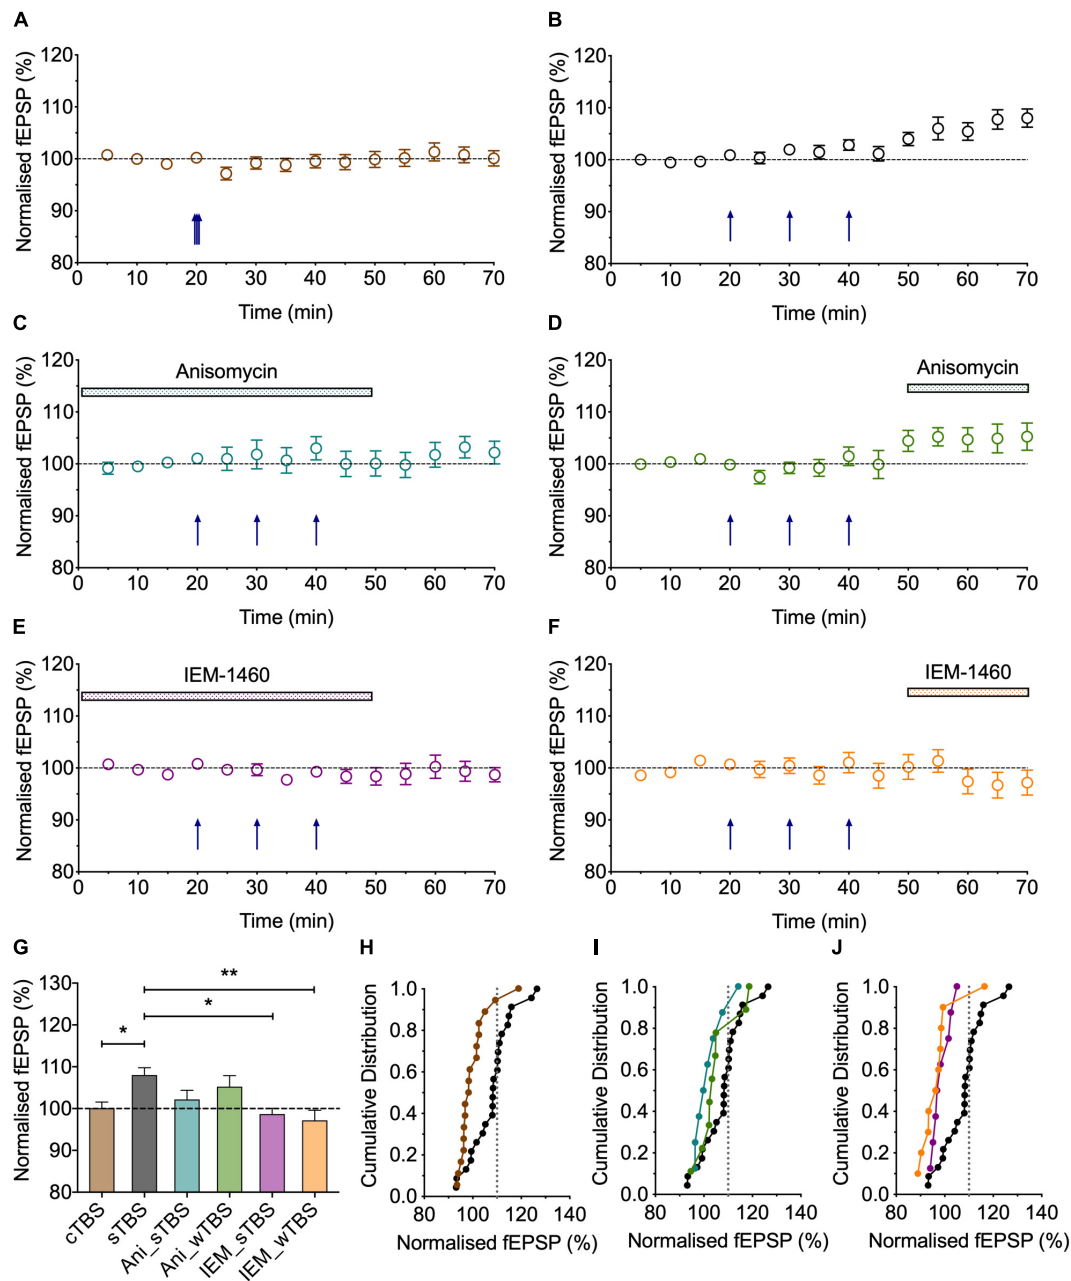 A
Normalised fEPSP (%)
120
110
100
90
80
0 10 20 30 40 50 60 70
Time (min)
B
Normalised fEPSP (%)
120
110
100
90
80
0 10 20 30 40 50 60 70
Time (min)
C
Normalised fEPSP (%)
120
110
100
90
80
Anisomycin
0 10 20 30 40 50 60 70
Time (min)
D
Normalised fEPSP (%)
120
110
100
90
80
Anisomycin
0 10 20 30 40 50 60 70
Time (min)
E
Normalised fEPSP (%)
120
110
100
90
80
IEM-1460
0 10 20 30 40 50 60 70
Time (min)
F
Normalised fEPSP (%)
120
110
100
90
80
IEM-1460
0 10 20 30 40 50 60 70
Time (min)
G
Normalised fEPSP (%)
130
120
110
100
90
80
**
*
*
cTBS
sTBS
Ani_sTBS
Ani_wTBS
IEM_sTBS
IEM_wTBS
H
Cumulative Distribution
1.0
0.8
0.6
0.4
0.2
0.0
80 100 120 140
Normalised fEPSP (%)
I
Cumulative Distribution
1.0
0.8
0.6
0.4
0.2
0.0
80 100 120 140
Normalised fEPSP (%)
J
Cumulative Distribution
1.0
0.8
0.6
0.4
0.2
0.0
80 100 120 140
Normalised fEPSP (%)